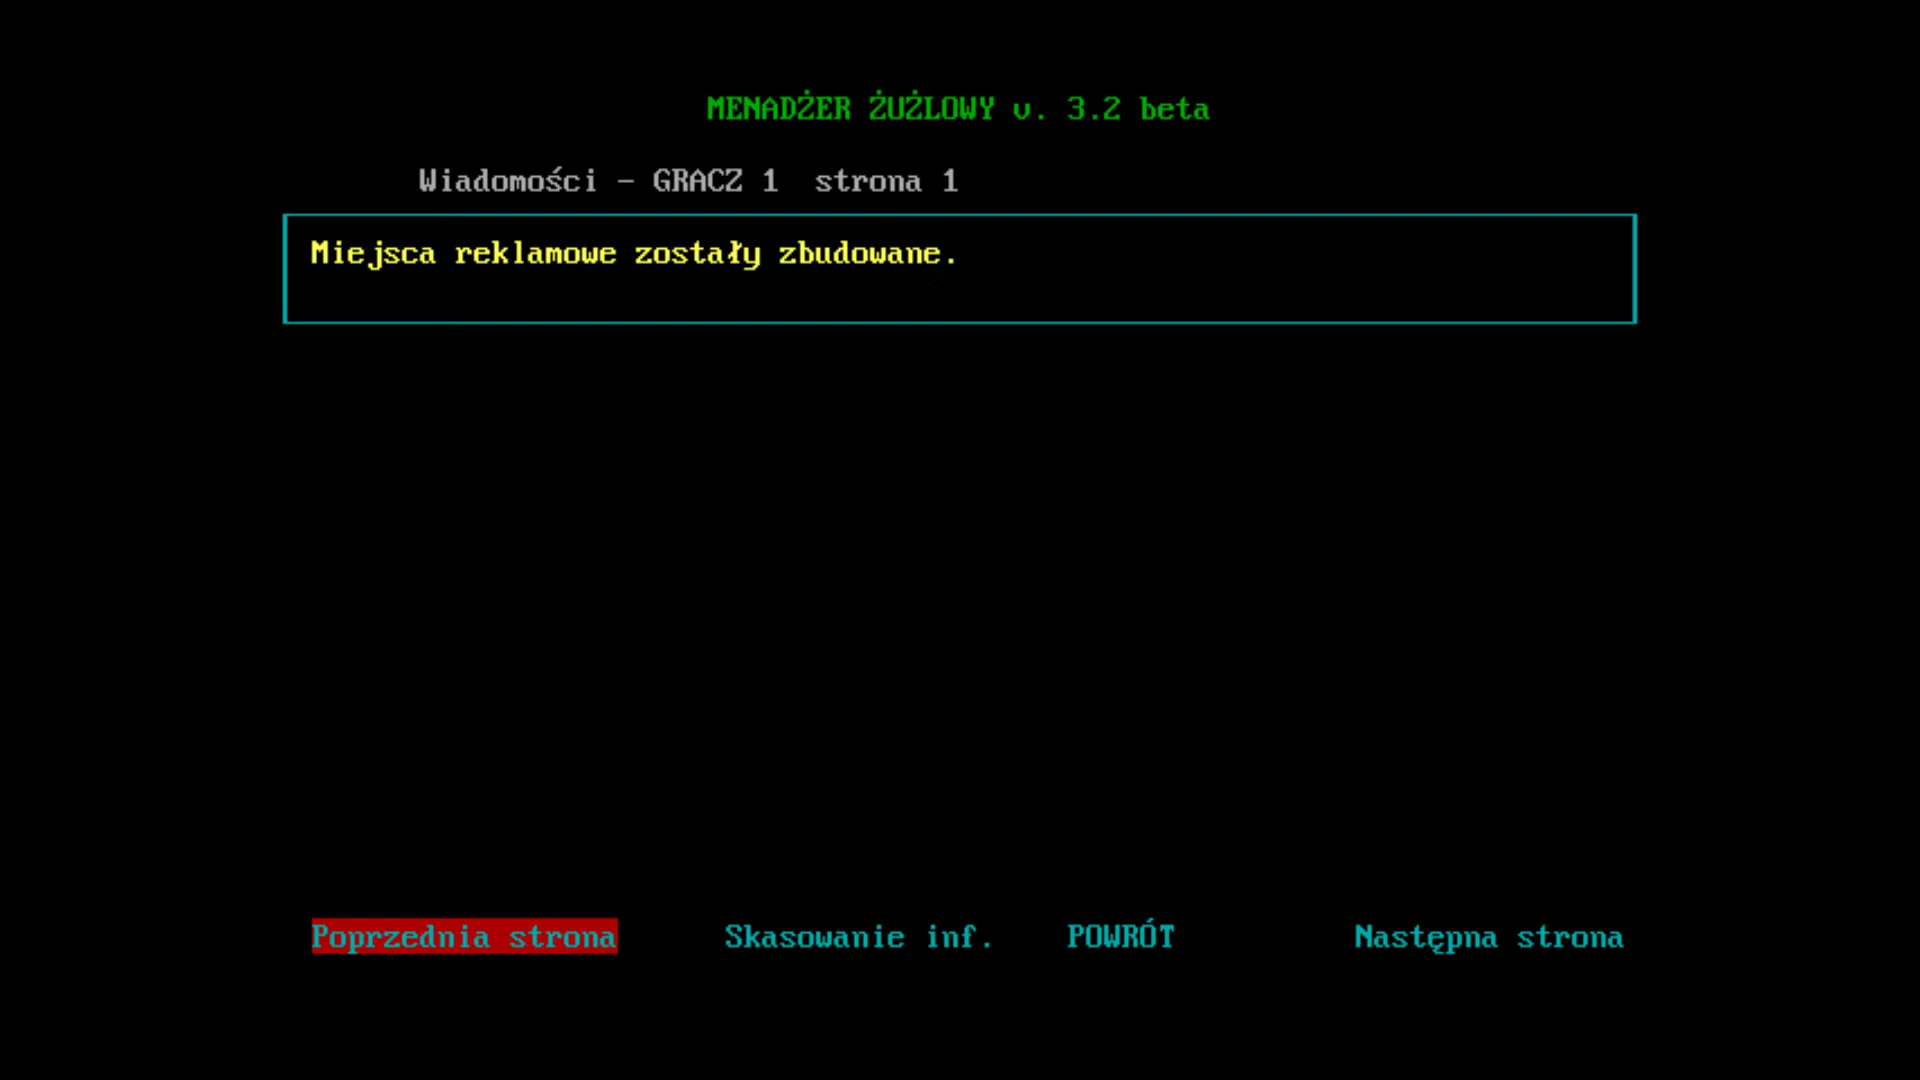 MENADŻER ŻUŻLOWY v. 3.2 beta
Wiadomości - GRACZ 1  strona 1
Miejsca reklamowe zostały zbudowane.
Poprzednia strona  Skasowanie inf.  POWRÓT  Następna strona